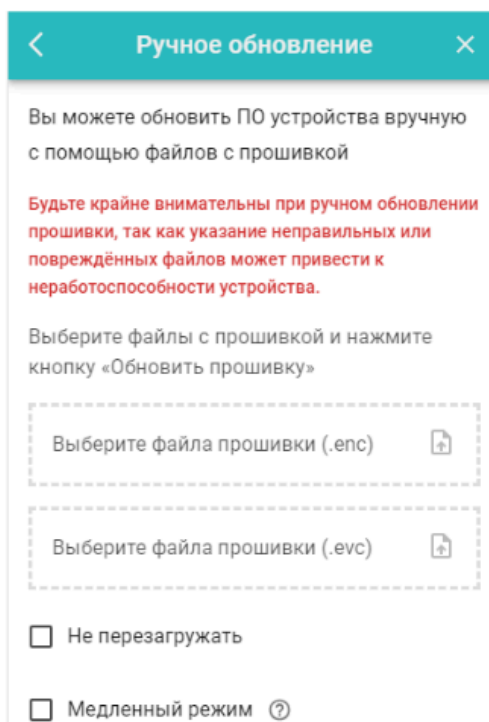 Ручное обновление
Вы можете обновить ПО устройства вручную
с помощью файлов с прошивкой
Будьте крайне внимательны при ручном обновлении
прошивки, так как указание неправильных или
повреждённых файлов может привести к
неработоспособности устройства.
Выберите файлы с прошивкой и нажмите
кнопку «Обновить прошивку»
Выберите файла прошивки (.enc)
Выберите файла прошивки (.evc)
Не перезагружать
Медленный режим ?